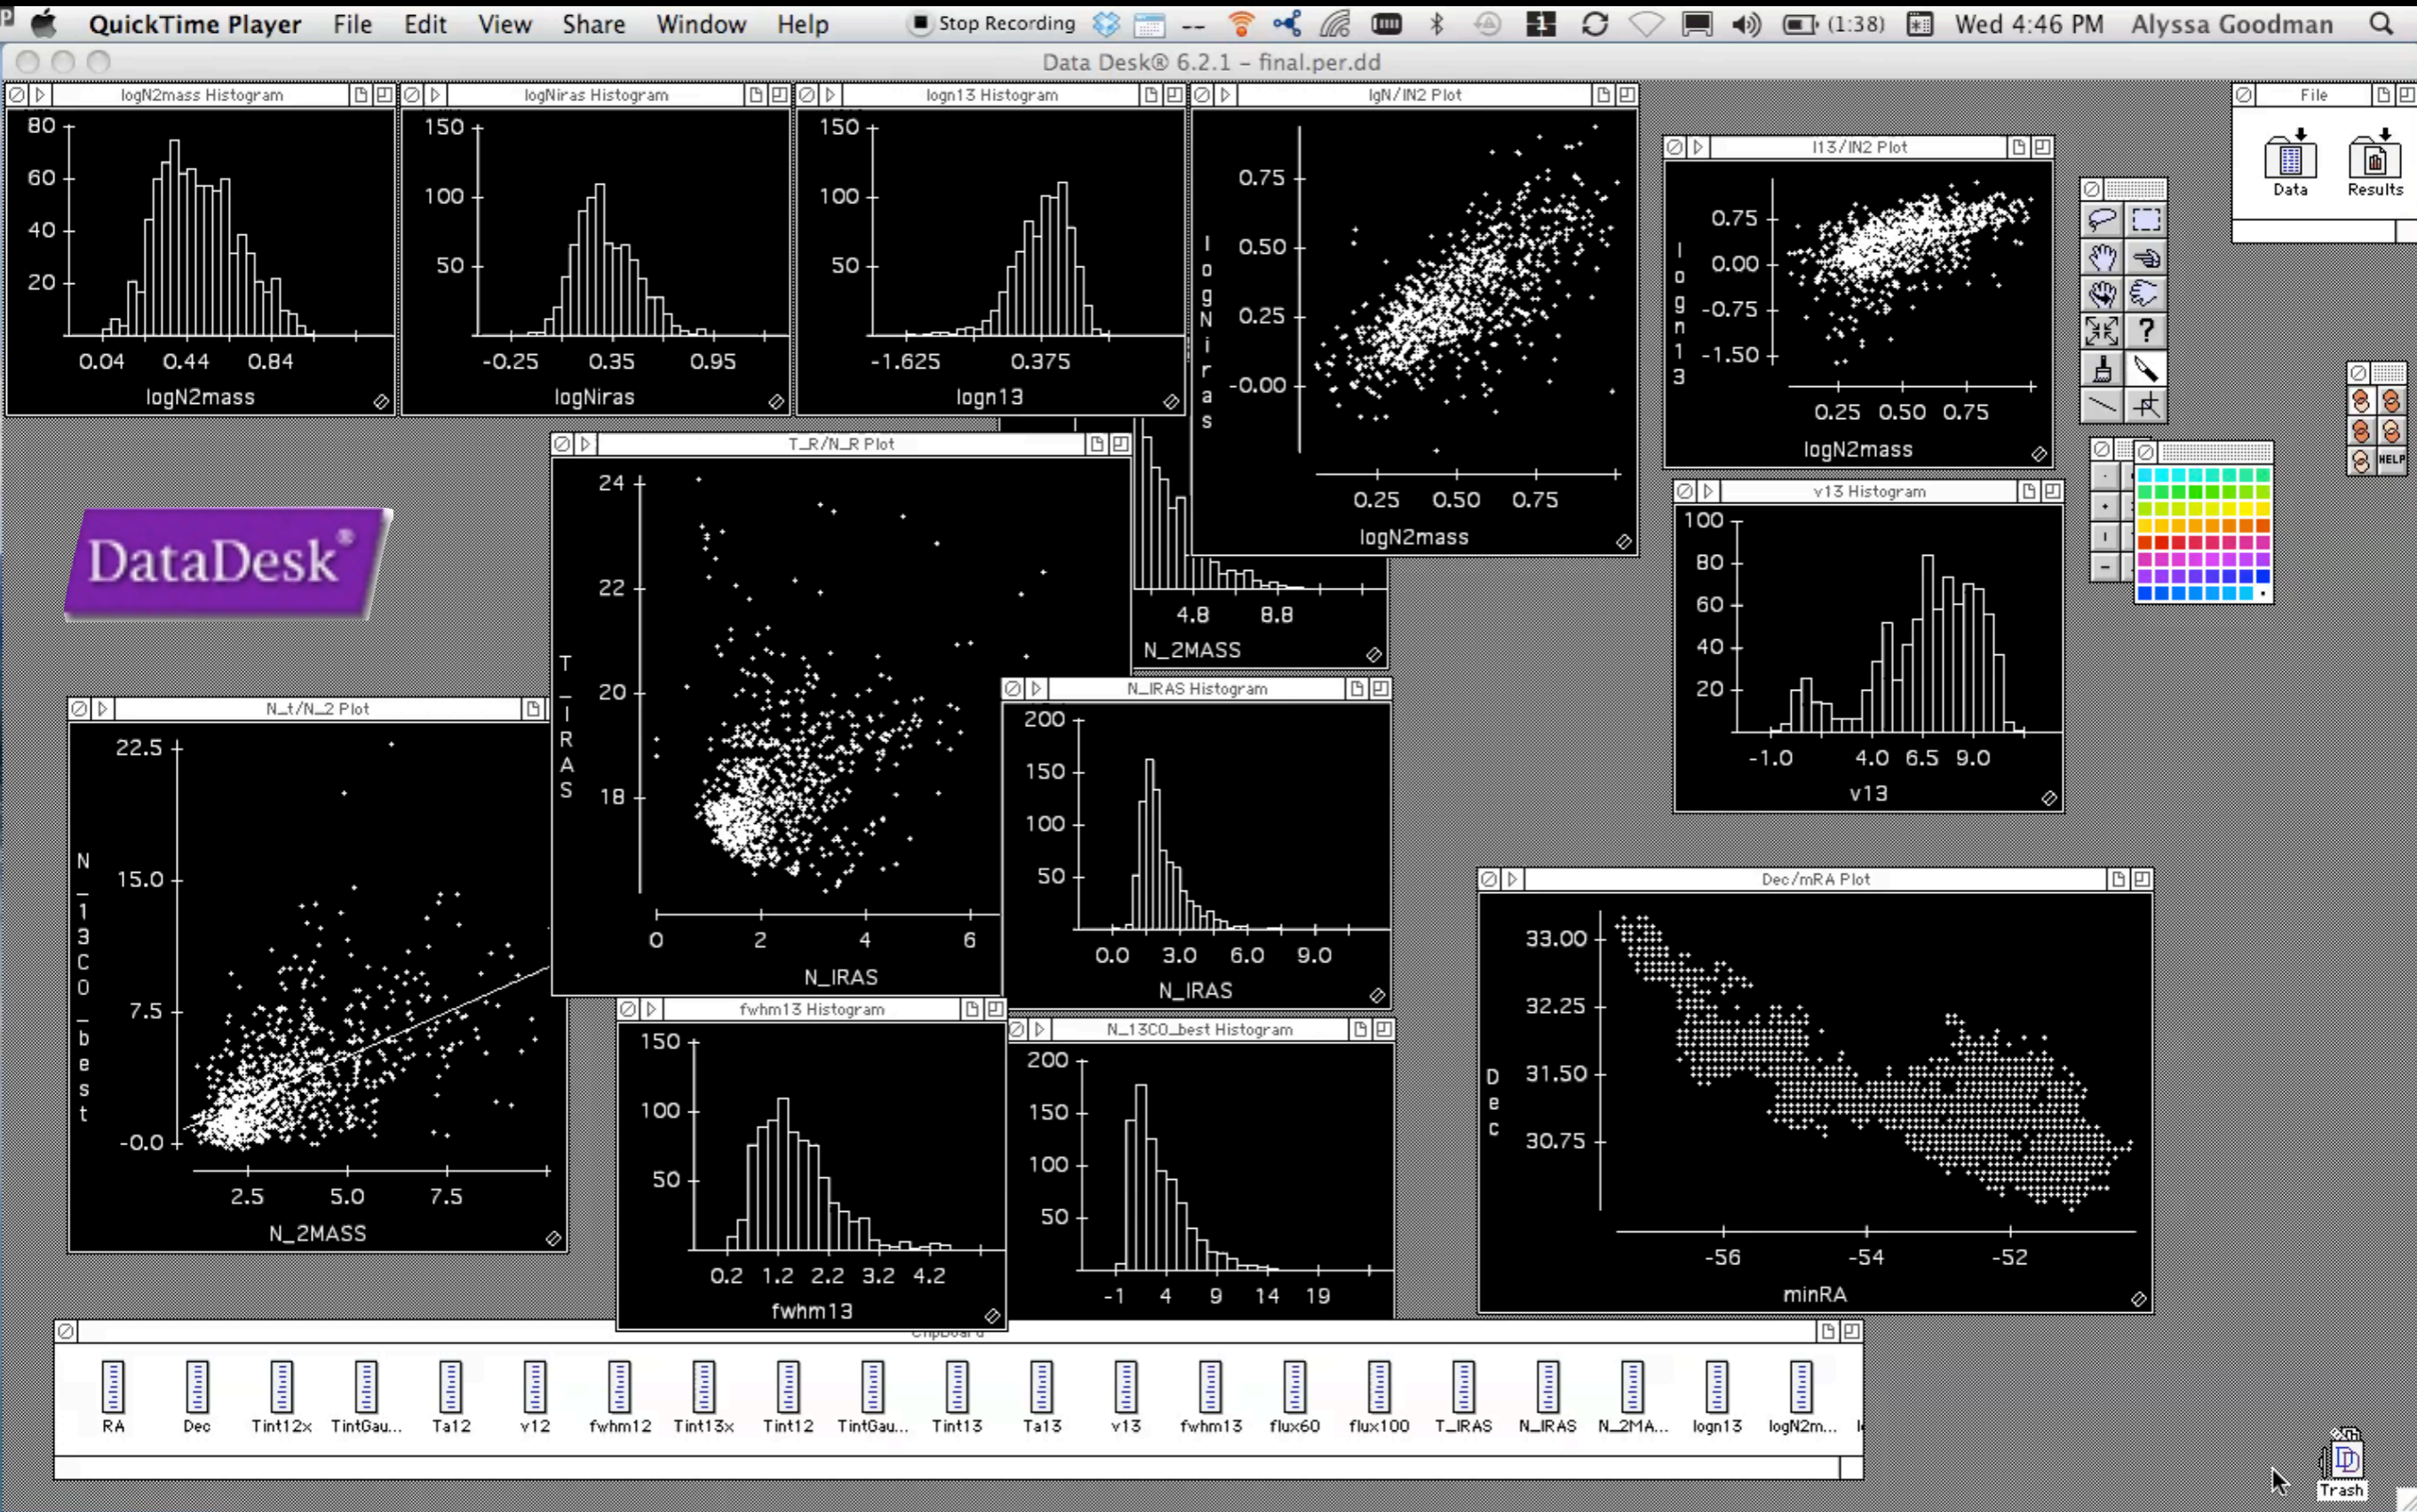 QuickTime Player File Edit View Share Window Help Stop Recording -- 1 (1:38) Wed 4:46 PM Alyssa Goodman
Data Desk® 6.2.1 - final.per.dd
logN2mass Histogram
80
60
40
20
0.04 0.44 0.84
logN2mass
logNiras Histogram
150
100
50
-0.25 0.35 0.95
logNiras
logn13 Histogram
150
100
50
-1.625 0.375
logn13
lgN/lN2 Plot
0.75
0.50
0.25
-0.00
logNiras
0.25 0.50 0.75
logN2mass
l13/lN2 Plot
0.75
0.00
-0.75
-1.50
logn13
0.25 0.50 0.75
logN2mass
File
Data Results
?
HELP
DataDesk®
T_R/N_R Plot
24
22
20
18
T_IRAS
0 2 4 6
N_IRAS
4.8 8.8
N_2MASS
v13 Histogram
100
80
60
40
20
-1.0 4.0 6.5 9.0
v13
N_t/N_2 Plot
22.5
15.0
7.5
-0.0
N_13CO_best
2.5 5.0 7.5
N_2MASS
N_IRAS Histogram
200
150
100
50
0.0 3.0 6.0 9.0
N_IRAS
fwhm13 Histogram
150
100
50
0.2 1.2 2.2 3.2 4.2
fwhm13
N_13CO_best Histogram
200
150
100
50
-1 4 9 14 19
Dec/mRA Plot
33.00
32.25
31.50
30.75
Dec
-56 -54 -52
minRA
Clipboard
RA Dec Tint12x TintGau... Ta12 v12 fwhm12 Tint13x Tint12 TintGau... Tint13 Ta13 v13 fwhm13 flux60 flux100 T_IRAS N_IRAS N_2MA... logn13 logN2m...
Trash